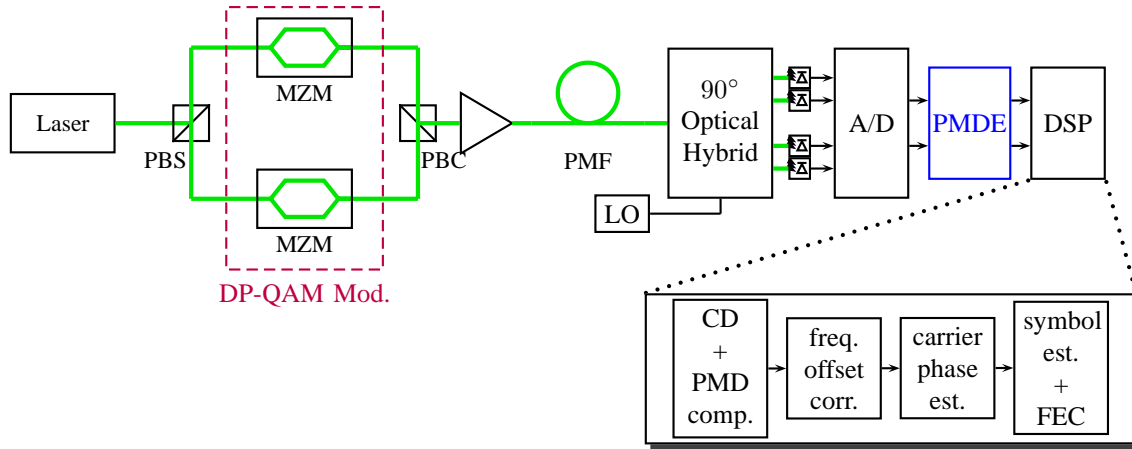 Laser
PBS
MZM
MZM
DP-QAM Mod.
PBC
PMF
90°
Optical
Hybrid
LO
A/D
PMDE
DSP
CD
+
PMD
comp.
freq.
offset
corr.
carrier
phase
est.
symbol
est.
+
FEC